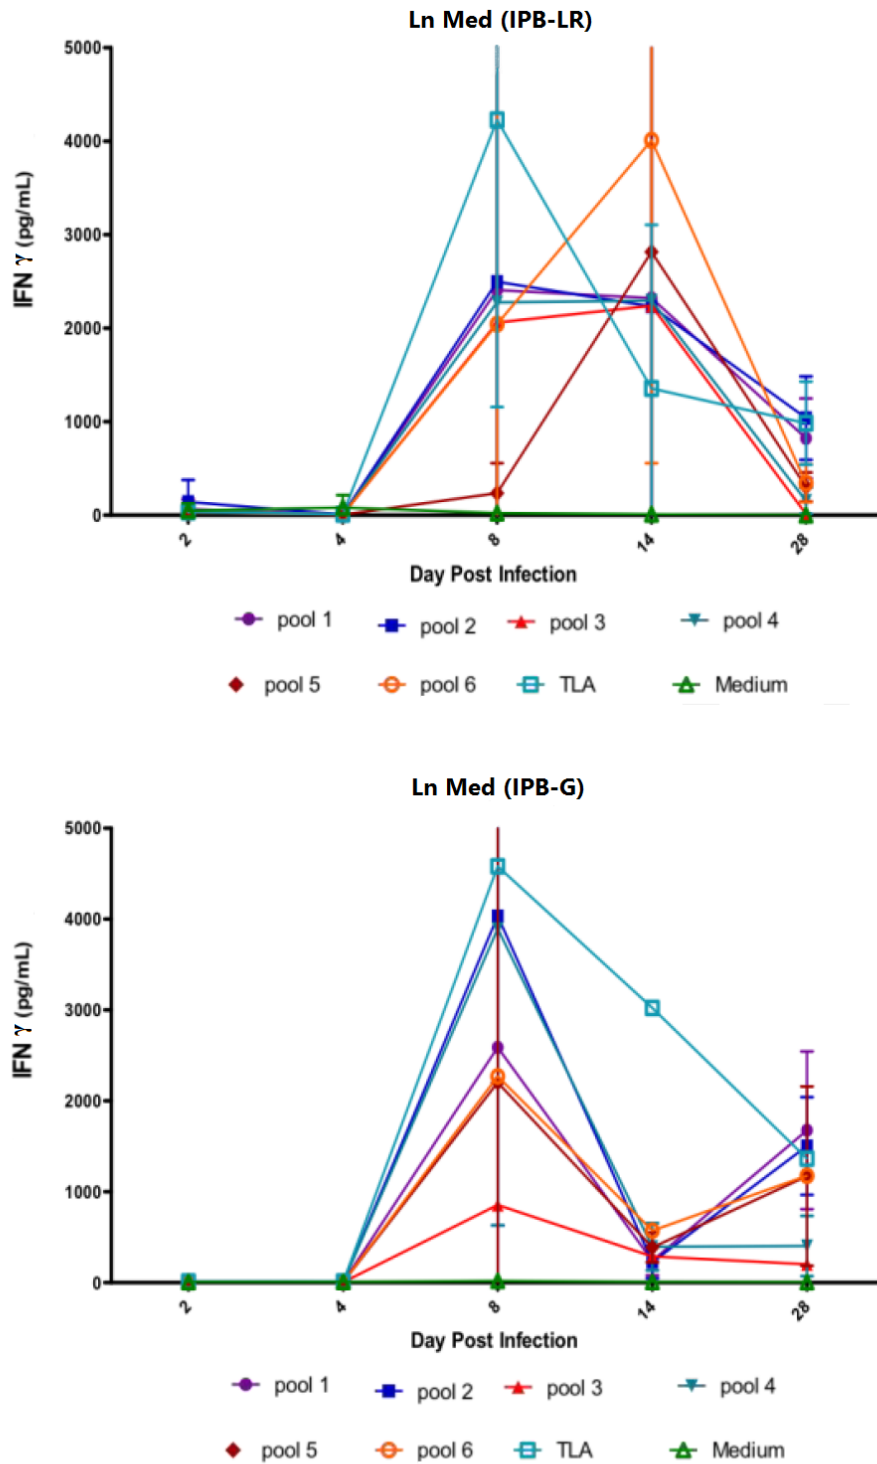 Ln Med (IPB-LR)
5000
4000
3000
2000
1000
0
IFN γ (pg/mL)
2 4 8 14 28
Day Post Infection
pool 1 pool 2 pool 3 pool 4
pool 5 pool 6 TLA Medium
Ln Med (IPB-G)
5000
4000
3000
2000
1000
0
IFN γ (pg/mL)
2 4 8 14 28
Day Post Infection
pool 1 pool 2 pool 3 pool 4
pool 5 pool 6 TLA Medium